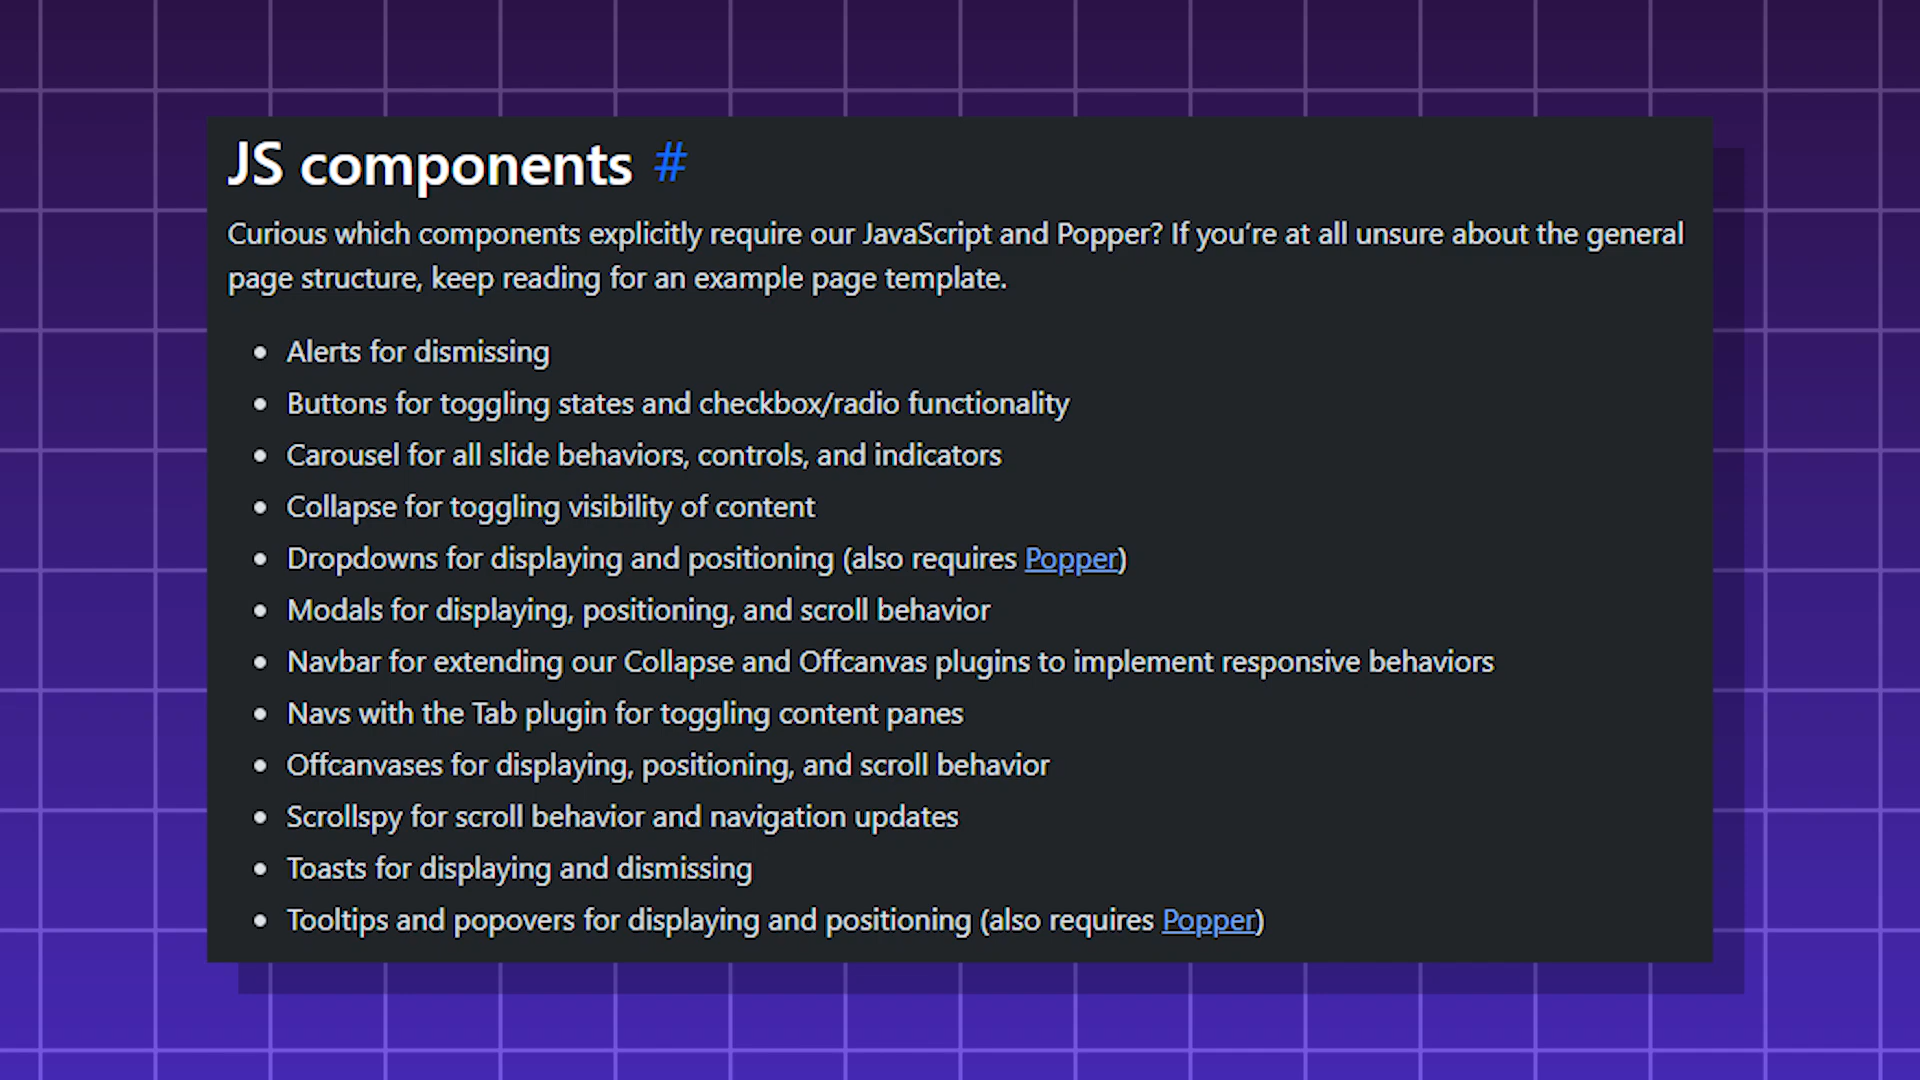 JS components #
Curious which components explicitly require our JavaScript and Popper? If you’re at all unsure about the general
page structure, keep reading for an example page template.
• Alerts for dismissing
• Buttons for toggling states and checkbox/radio functionality
• Carousel for all slide behaviors, controls, and indicators
• Collapse for toggling visibility of content
• Dropdowns for displaying and positioning (also requires Popper)
• Modals for displaying, positioning, and scroll behavior
• Navbar for extending our Collapse and Offcanvas plugins to implement responsive behaviors
• Navs with the Tab plugin for toggling content panes
• Offcanvases for displaying, positioning, and scroll behavior
• Scrollspy for scroll behavior and navigation updates
• Toasts for displaying and dismissing
• Tooltips and popovers for displaying and positioning (also requires Popper)